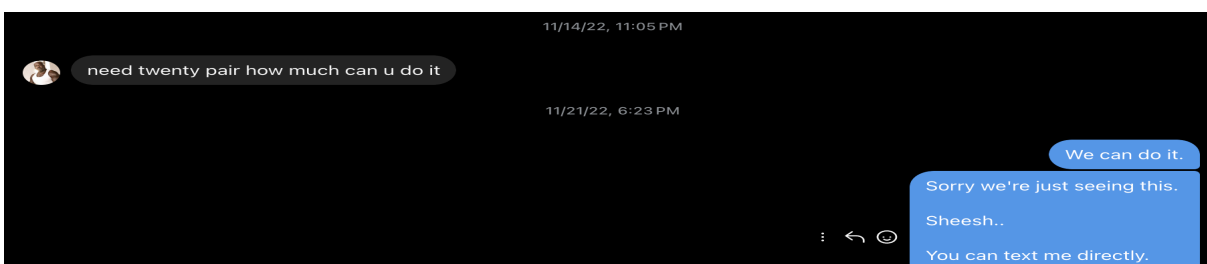 11/14/22, 11:05 PM
need twenty pair how much can u do it
11/21/22, 6:23 PM
We can do it.
Sorry we're just seeing this.
Sheesh..
You can text me directly.